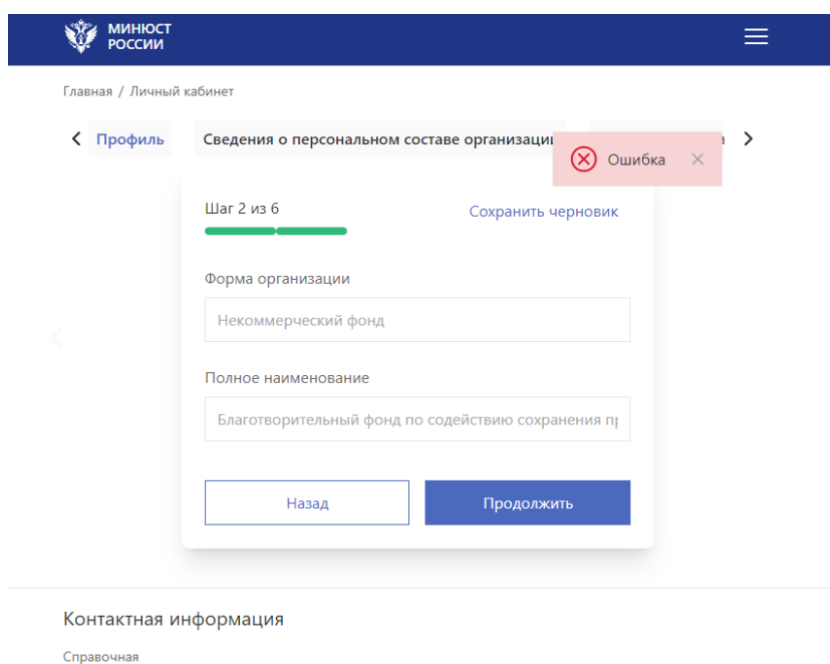 МИНЮСТ
РОССИИ
Главная / Личный кабинет
Профиль
Сведения о персональном составе организации
Ошибка
Шаг 2 из 6
Сохранить черновик
Форма организации
Некоммерческий фонд
Полное наименование
Благотворительный фонд по содействию сохранения
Назад
Продолжить
Контактная информация
Справочная